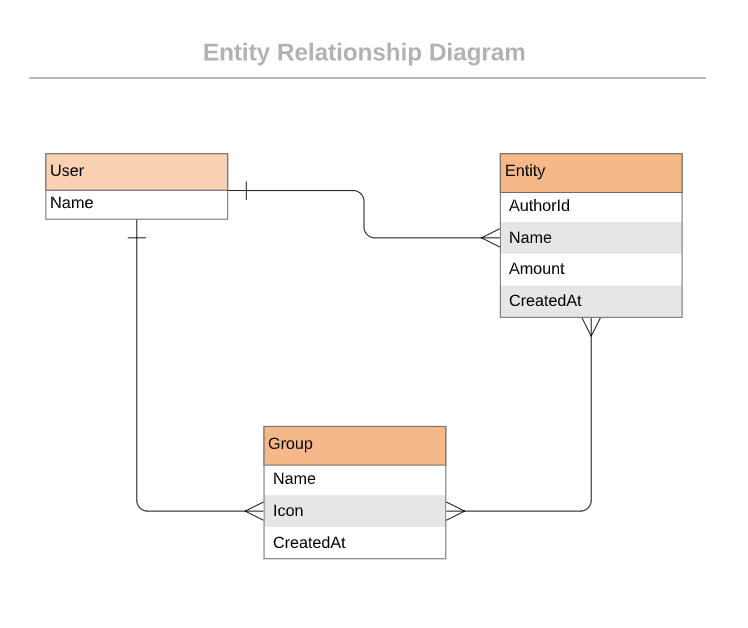 Entity Relationship Diagram
User
Name
Entity
AuthorId
Name
Amount
CreatedAt
Group
Name
Icon
CreatedAt